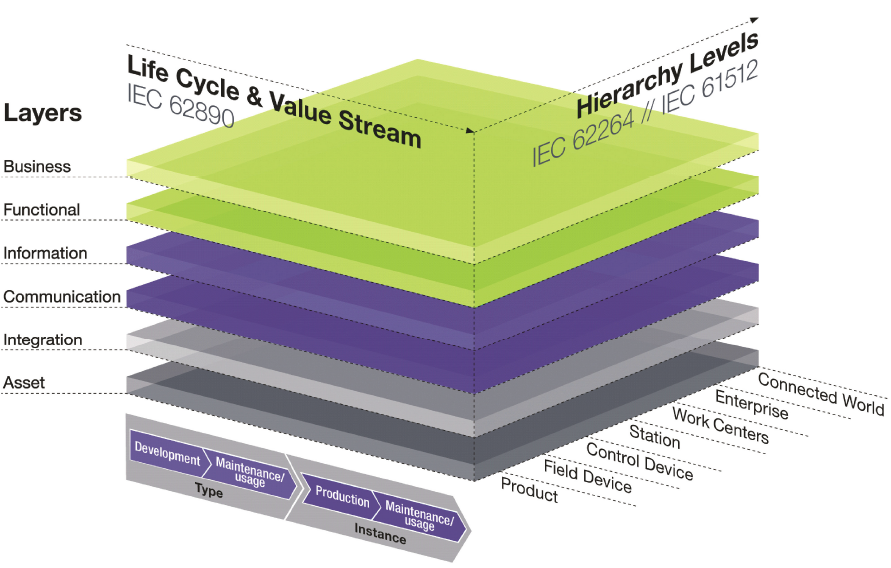 Life Cycle & Value Stream
IEC 62890
Hierarchy Levels
IEC 62264 // IEC 61512
Layers
Business
Functional
Information
Communication
Integration
Asset
Connected World
Enterprise
Work Centers
Station
Control Device
Field Device
Product
Development
Maintenance/
usage
Type
Production
Maintenance/
usage
Instance